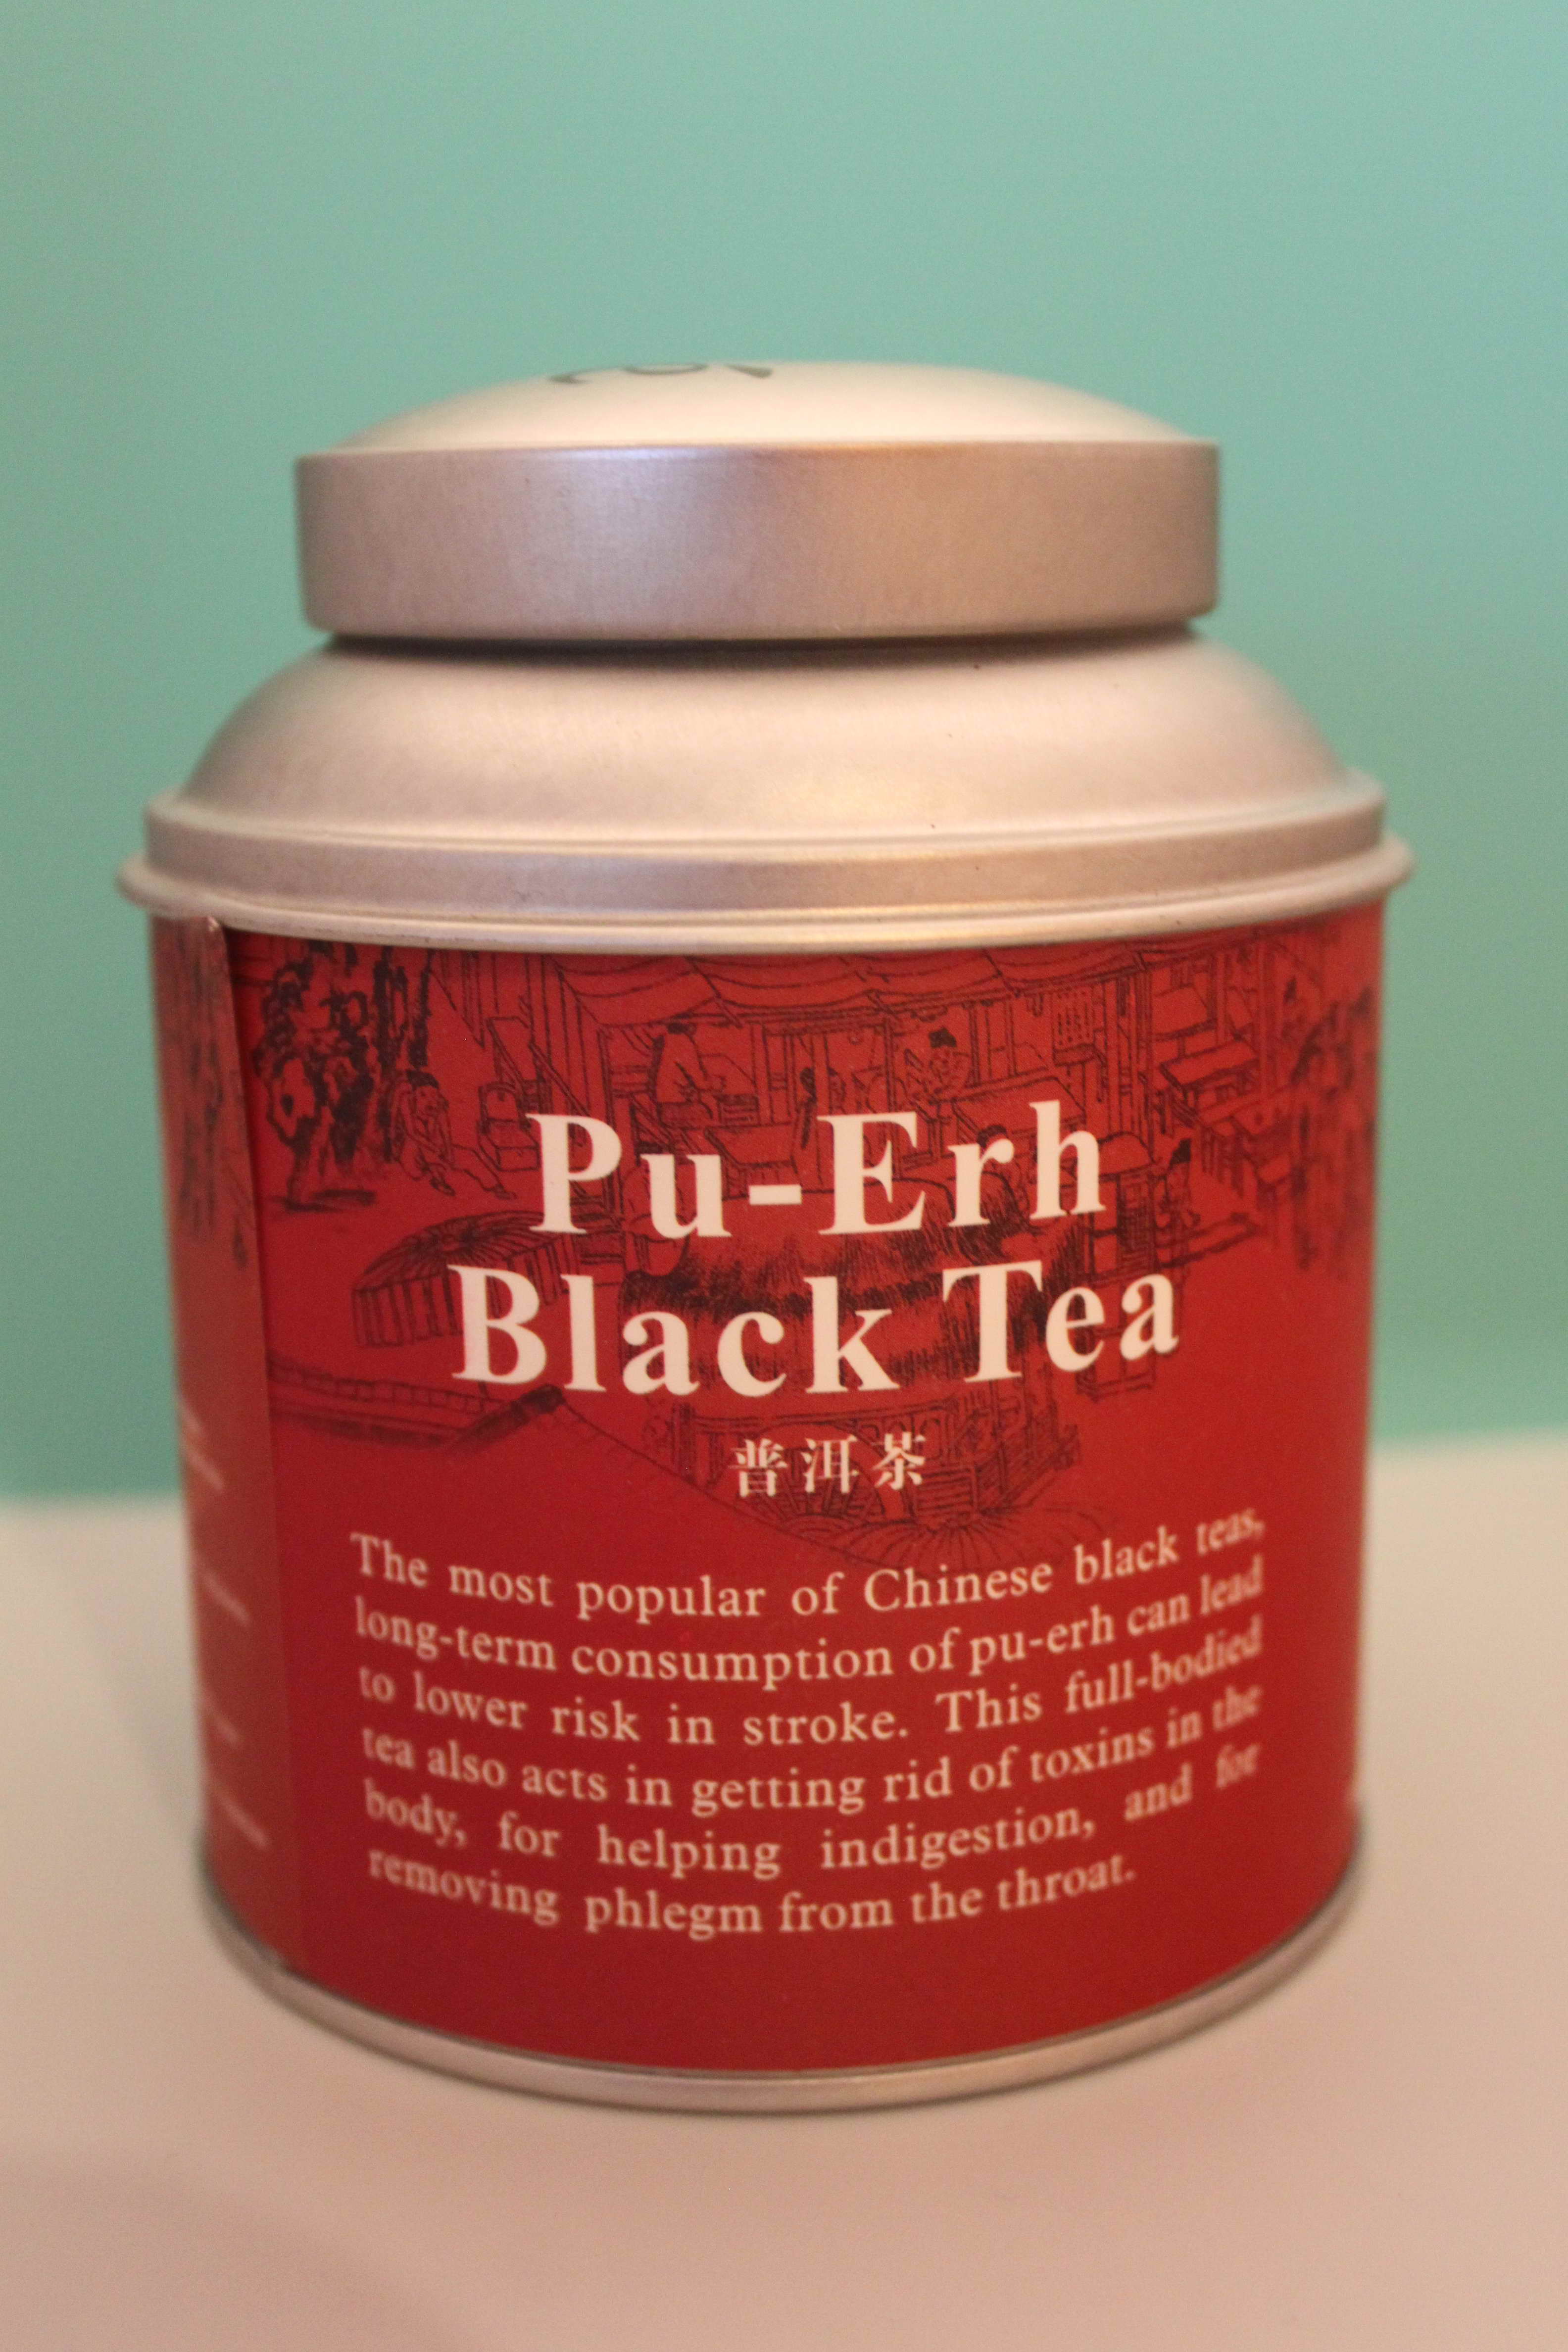 Pu-Erh
Black Tea
普洱茶
The most popular of Chinese black teas,
long-term consumption of pu-erh can lead
to lower risk in stroke. This full-bodied
tea also acts in getting rid of toxins in the
body, for helping indigestion, and for
removing phlegm from the throat.